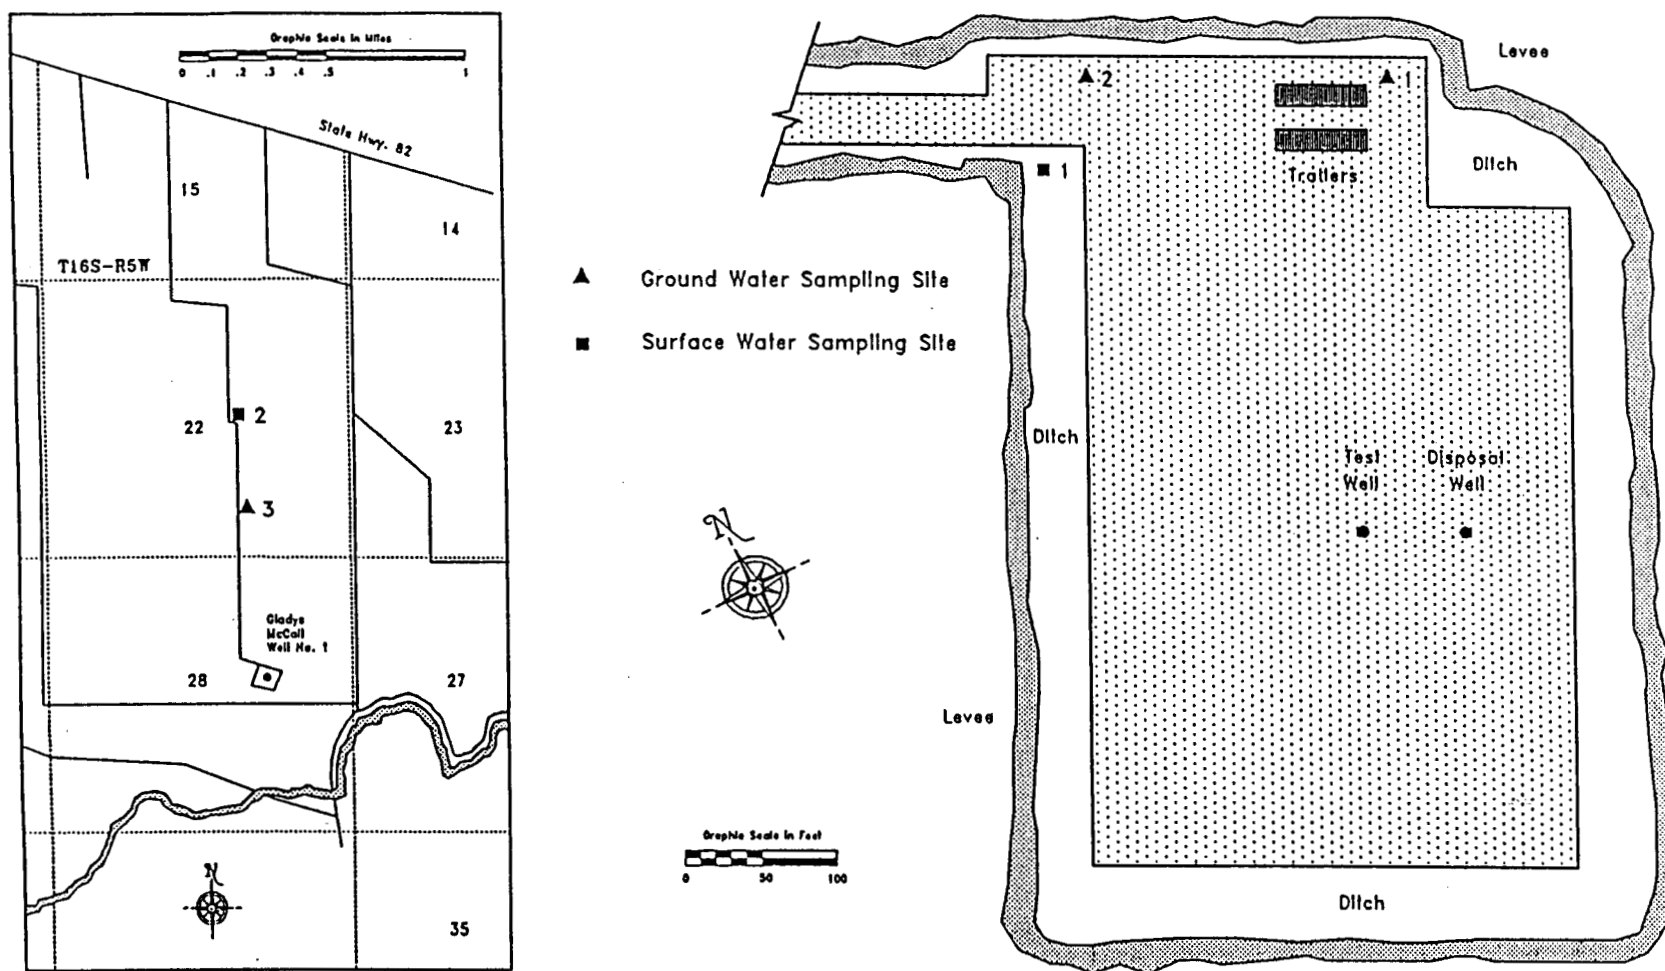 Graphic Scale in Miles
0 .1 .2 .3 .4 .5 1
State Hwy. 82
15
14
T16S-R5W
22
2
23
3
Gladys
McCall
Well No. 1
28
27
N
35
Ground Water Sampling Site
Surface Water Sampling Site
N
Graphic Scale in Feet
0 50 100
Levee
2
1
Trailers
Ditch
1
Ditch
Test
Well
Disposal
Well
Levee
Ditch